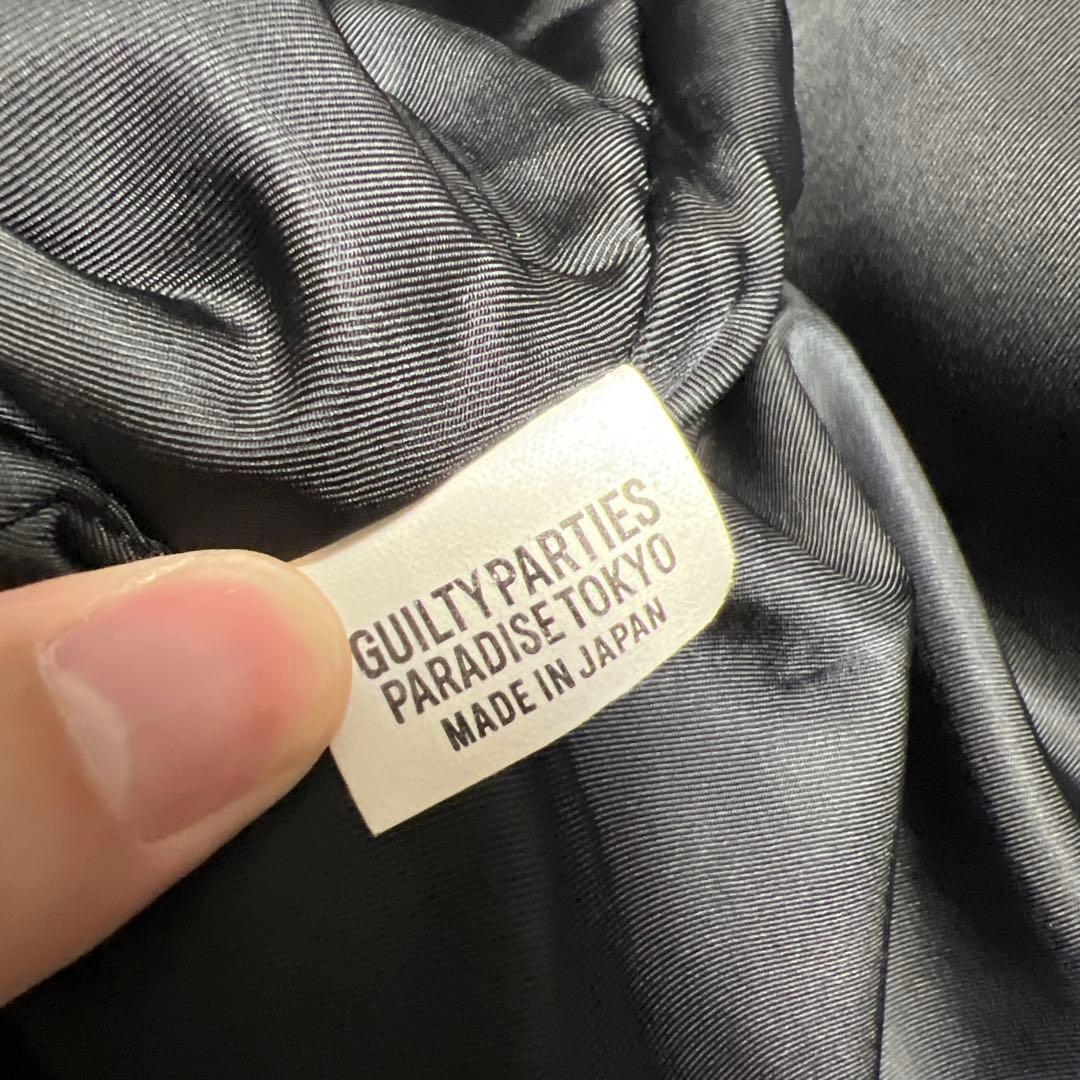 GUILTY PARTIES
PARADISE TOKYO
MADE IN JAPAN